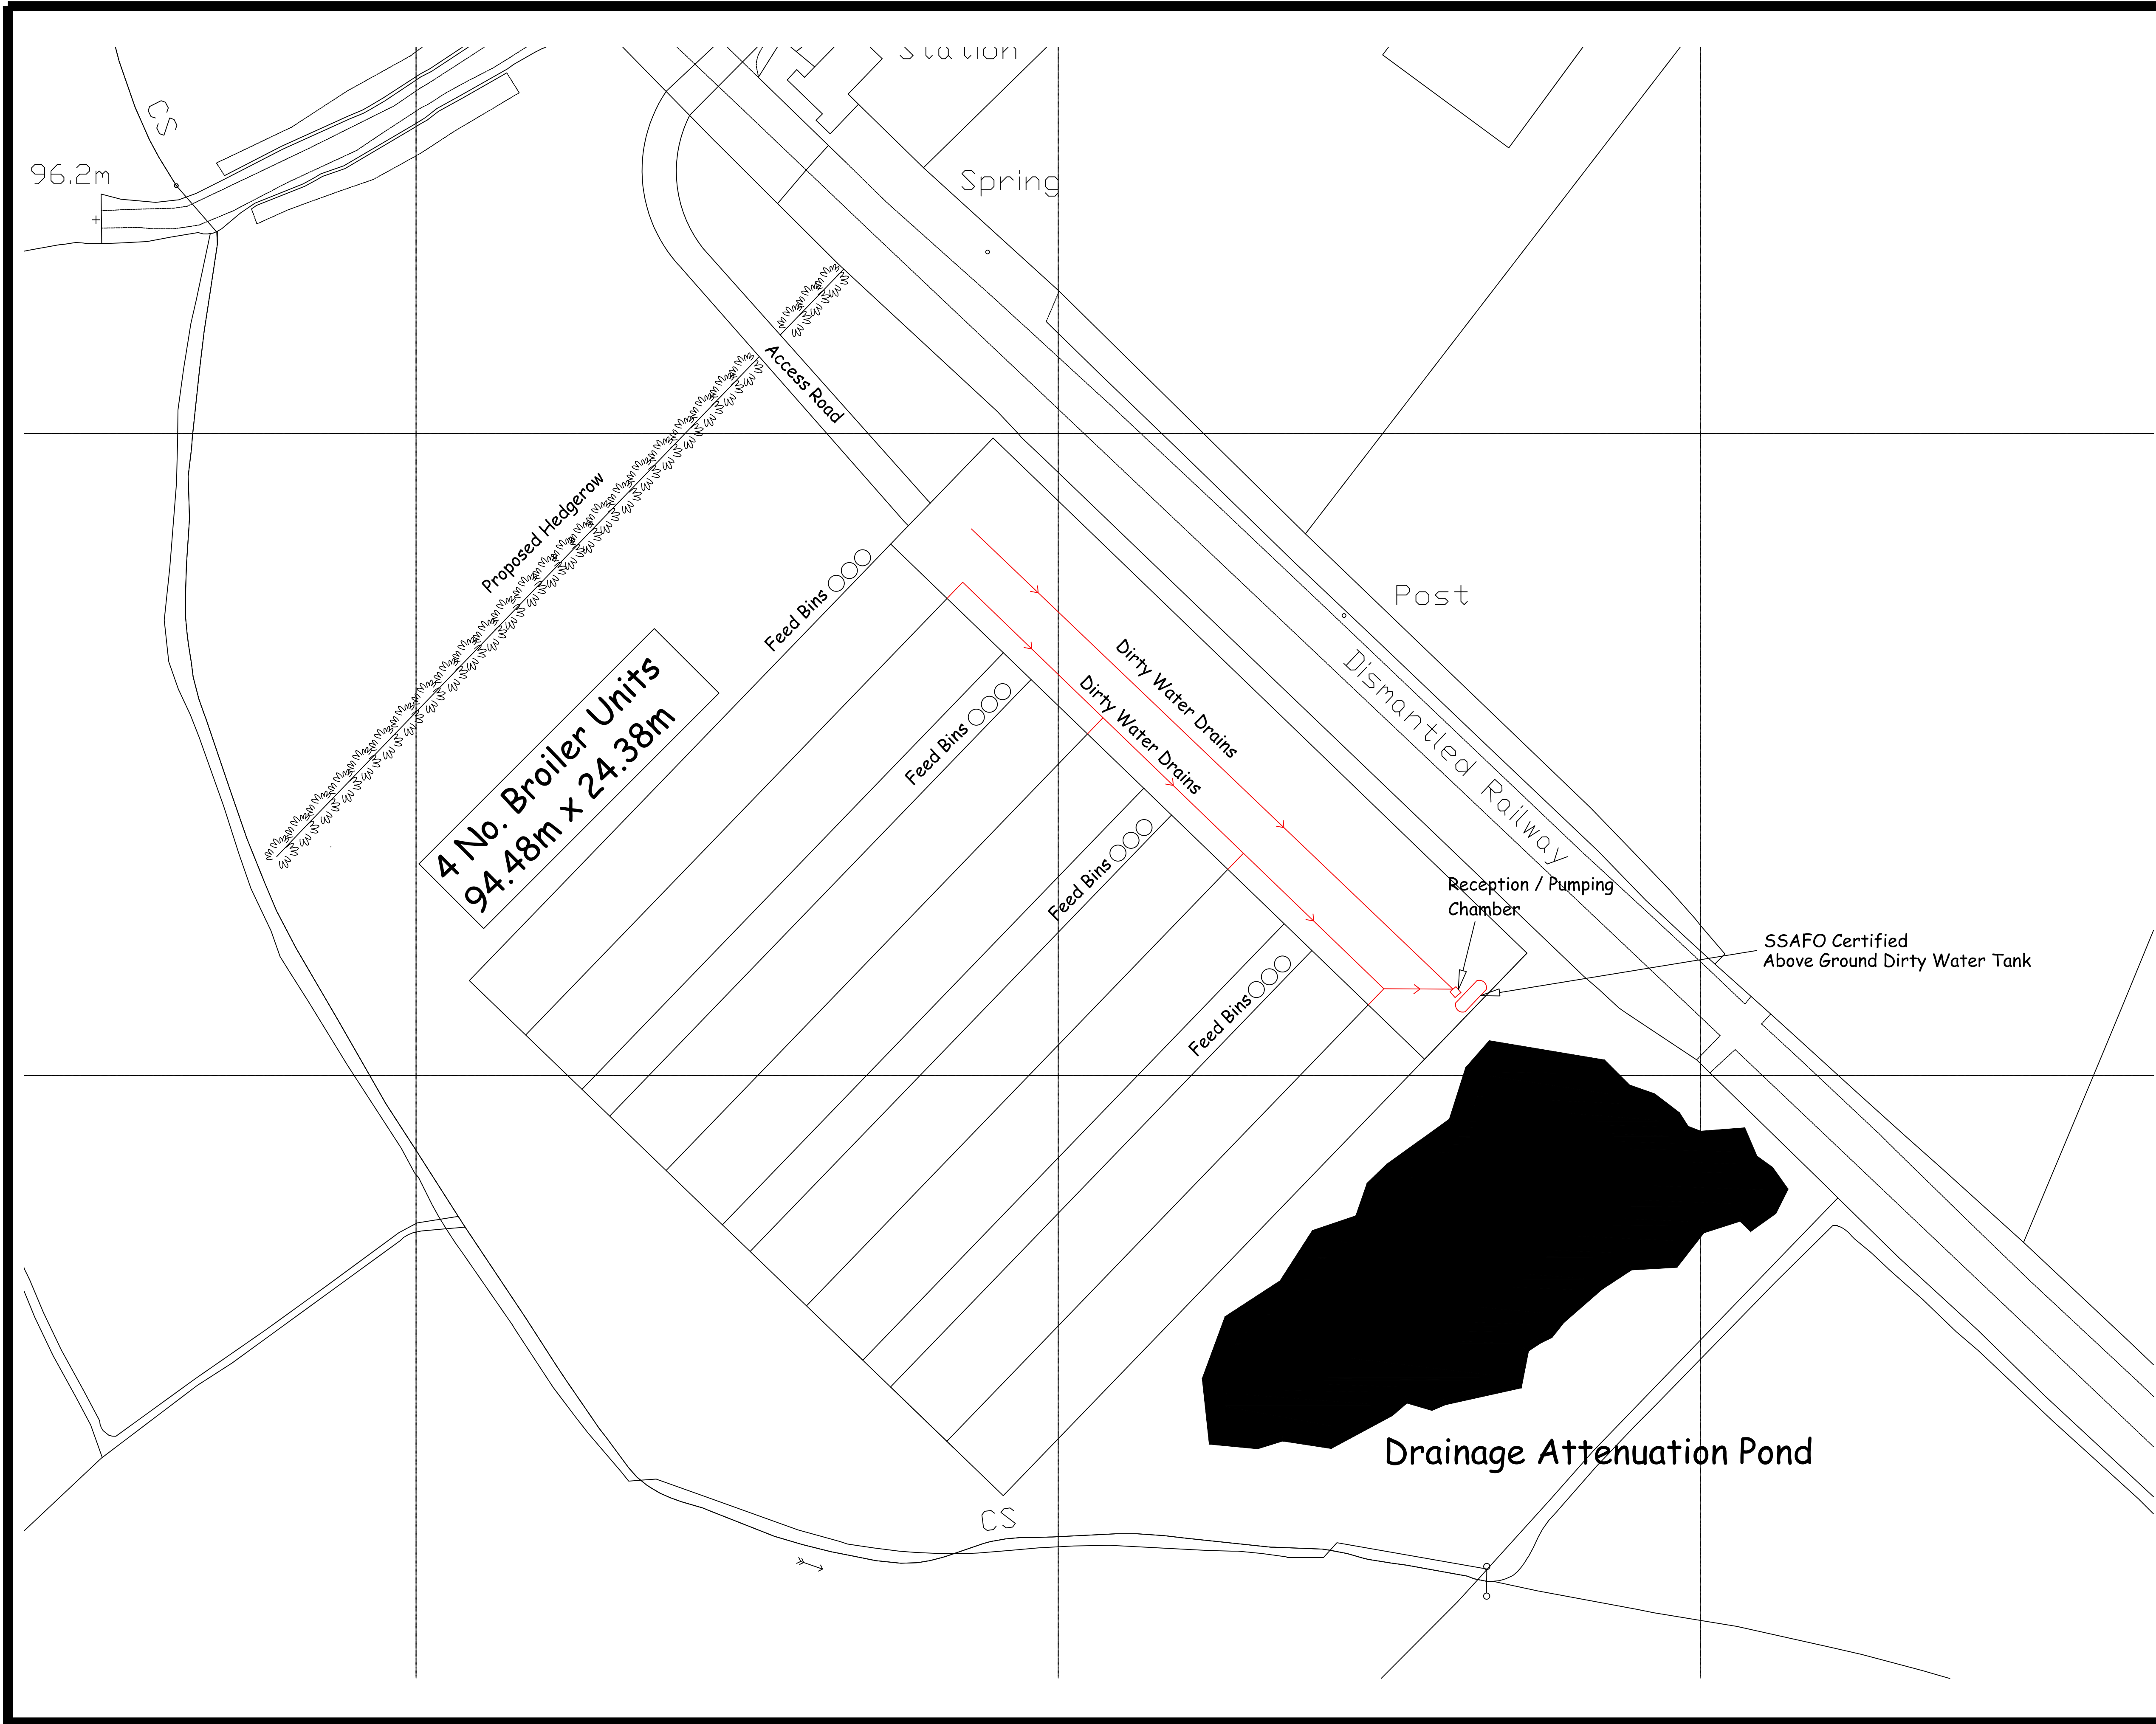 Station
CS
96.2m
Spring
Access Road
Proposed Hedgerow
Feed Bins
Post
Dirty Water Drains
Dirty Water Drains
Dismantled Railway
4 No. Broiler Units
94.48m x 24.38m
Feed Bins
Feed Bins
Reception / Pumping
Chamber
SSAFO Certified
Above Ground Dirty Water Tank
Feed Bins
Drainage Attenuation Pond
CS